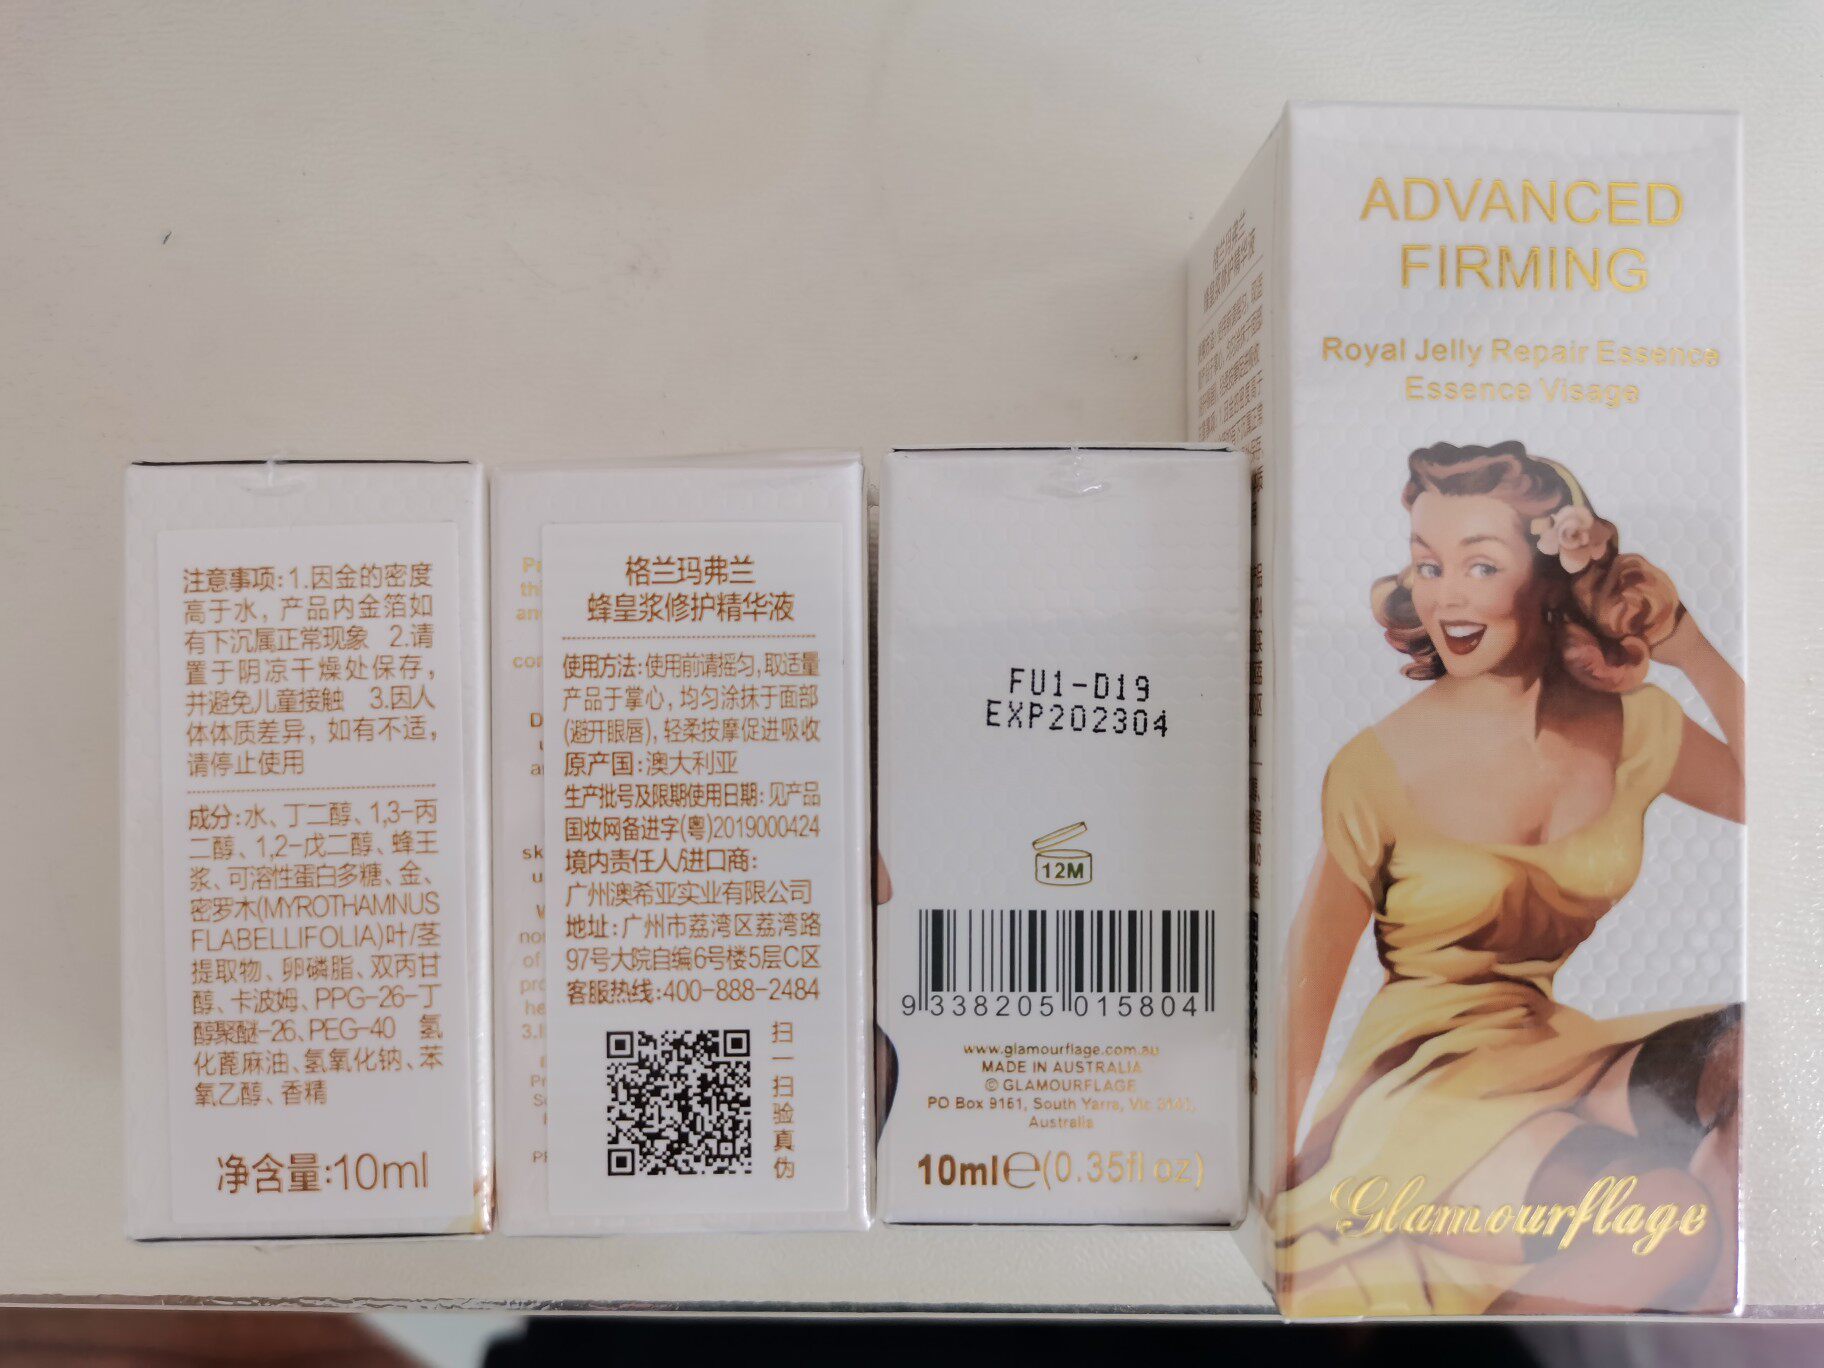 注意事项:1.因金的密度
高于水，产品内金箔如
有下沉属正常现象 2.请
置于阴凉干燥处保存，
并避免儿童接触 3.因人
体体质差异，如有不适，
请停止使用
成分:水、丁二醇、1,3-丙
二醇、1,2-戊二醇、蜂王
浆、可溶性蛋白多糖、金、
密罗木(MYROTHAMNUS
FLABELLIFOLIA)叶/茎
提取物、卵磷脂、双丙甘
醇、卡波姆、PPG-26-丁
醇聚醚-26、PEG-40 氢
化蓖麻油、氢氧化钠、苯
氧乙醇、香精
净含量:10ml
格兰玛弗兰
蜂皇浆修护精华液
使用方法:使用前请摇匀,取适量
产品于掌心，均匀涂抹于面部
(避开眼唇)，轻柔按摩促进吸收
原产国:澳大利亚
生产批号及限期使用日期:见产品
国妆网备进字(粤)2019000424
境内责任人/进口商:
广州澳希亚实业有限公司
地址:广州市荔湾区荔湾路
97号大院自编6号楼5层C区
客服热线:400-888-2484
扫一扫验真伪
FU1-D19
EXP202304
12M
9 338205 015804
www.glamourflage.com.au
MADE IN AUSTRALIA
© GLAMOURFLAGE
PO Box 9161, South Yarra, Vic 3141,
Australia
10ml℮(0.35fl oz)
格兰玛弗兰
蜂皇浆修护精华液
ADVANCED
FIRMING
Royal Jelly Repair Essence
Essence Visage
Glamourflage